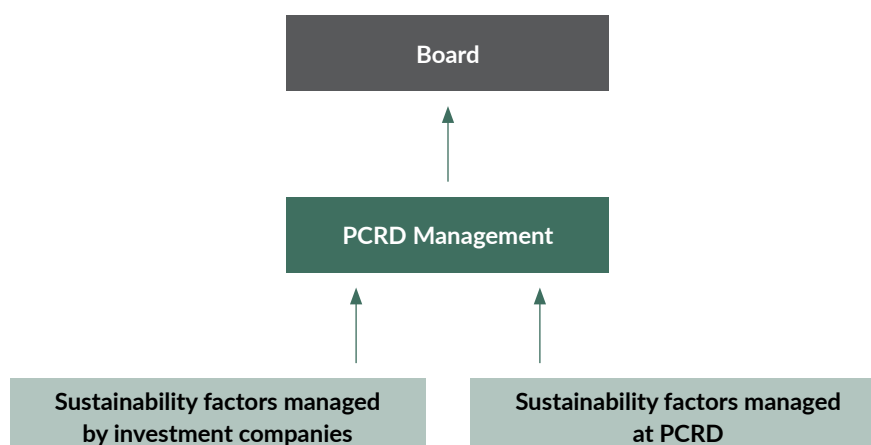 Board
PCRD Management
Sustainability factors managed
by investment companies
Sustainability factors managed
at PCRD